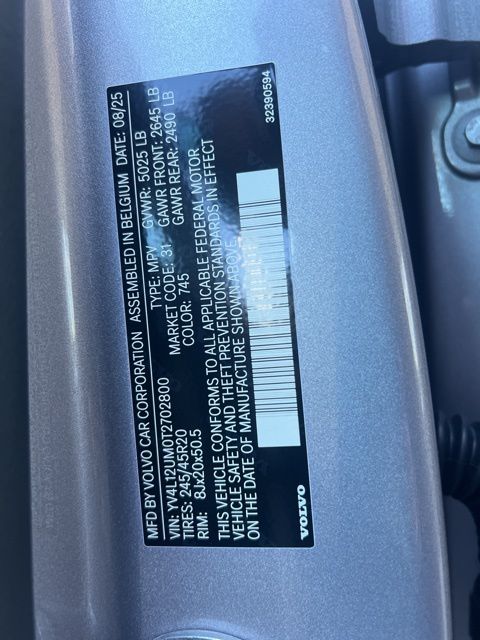 MFD BY VOLVO CAR CORPORATION ASSEMBLED IN BELGIUM DATE: 08/25
VIN: YV4L12UM0T2702800 TYPE: MPV GVWR: 5025 LB
TIRES: 245/45R20 MARKET CODE: 31 GAWR FRONT: 2645 LB
RIM: 8Jx20x50.5 COLOR: 745 GAWR REAR: 2490 LB
THIS VEHICLE CONFORMS TO ALL APPLICABLE FEDERAL MOTOR
VEHICLE SAFETY AND THEFT PREVENTION STANDARDS IN EFFECT
ON THE DATE OF MANUFACTURE SHOWN ABOVE.
VOLVO
32390594